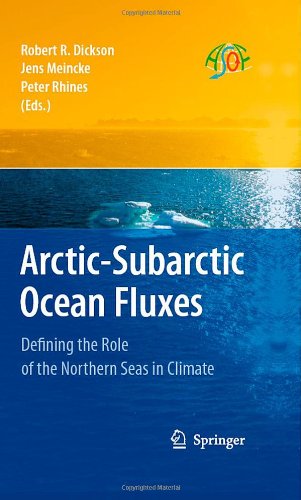 Robert R. Dickson
Jens Meincke
Peter Rhines
(Eds.)
ASOF
Arctic-Subarctic
Ocean Fluxes
Defining the Role
of the Northern Seas in Climate
Springer